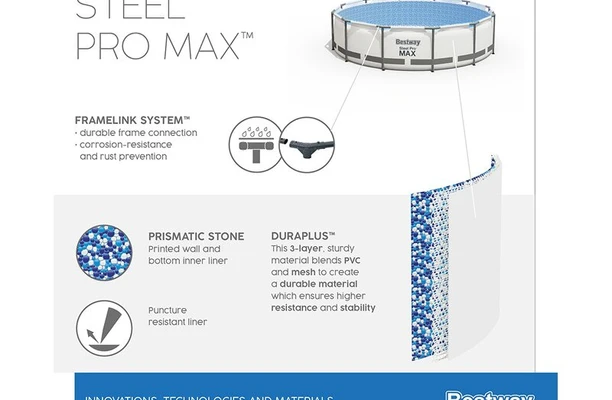 STEEL
PRO MAX™
Bestway
Steel Pro
MAX
FRAMELINK SYSTEM™
• durable frame connection
• corrosion-resistance
and rust prevention
PRISMATIC STONE
Printed wall and
bottom inner liner
DURAPLUS™
This 3-layer, sturdy
material blends PVC
and mesh to create
a durable material
which ensures higher
resistance and stability
Puncture
resistant liner
INNOVATIONS, TECHNOLOGIES AND MATERIALS
Bestway